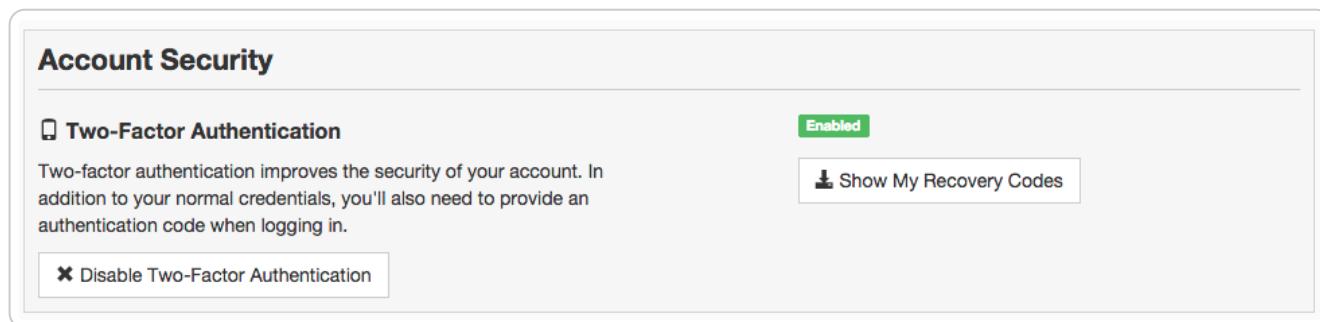 Account Security
Two-Factor Authentication
Enabled
Two-factor authentication improves the security of your account. In
addition to your normal credentials, you'll also need to provide an
authentication code when logging in.
Show My Recovery Codes
Disable Two-Factor Authentication